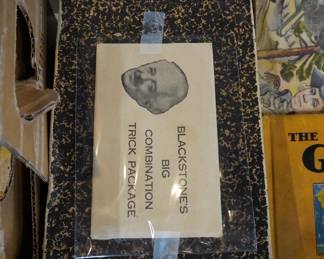 BLACKSTONE'S
BIG
COMBINATION
TRICK PACKAGE
THE